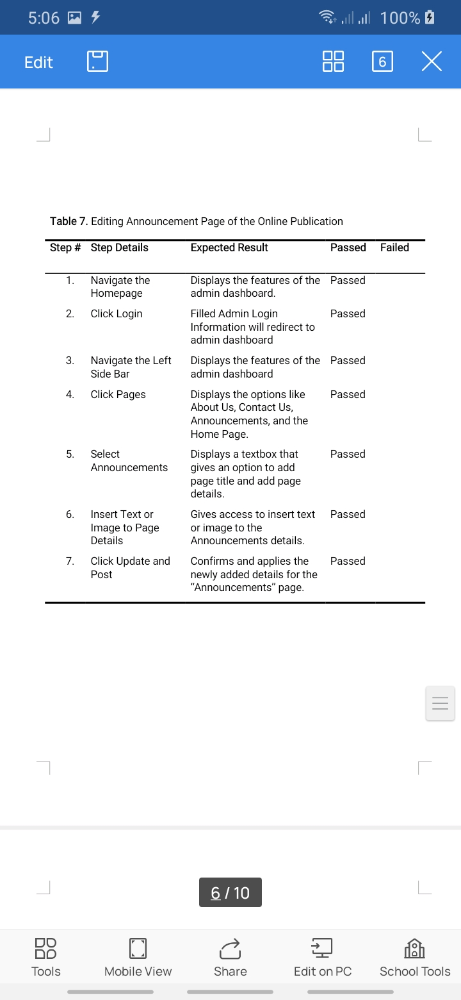 5:06 100%
Edit 6
Table 7. Editing Announcement Page of the Online Publication
Step # Step Details Expected Result Passed Failed
1. Navigate the Displays the features of the Passed
Homepage admin dashboard.
2. Click Login Filled Admin Login Passed
Information will redirect to
admin dashboard
3. Navigate the Left Displays the features of the Passed
Side Bar admin dashboard
4. Click Pages Displays the options like Passed
About Us, Contact Us,
Announcements, and the
Home Page.
5. Select Displays a textbox that Passed
Announcements gives an option to add
page title and add page
details.
6. Insert Text or Gives access to insert text Passed
Image to Page or image to the
Details Announcements details.
7. Click Update and Confirms and applies the Passed
Post newly added details for the
“Announcements” page.
6 / 10
Tools Mobile View Share Edit on PC School Tools